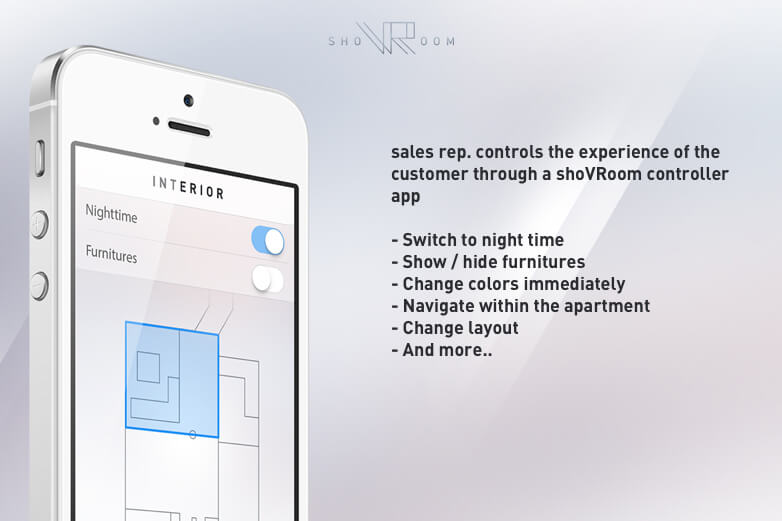 SHOVROOM
sales rep. controls the experience of the
customer through a shoVRoom controller
app
- Switch to night time
- Show / hide furnitures
- Change colors immediately
- Navigate within the apartment
- Change layout
- And more..
INTERIOR
Nighttime
Furnitures